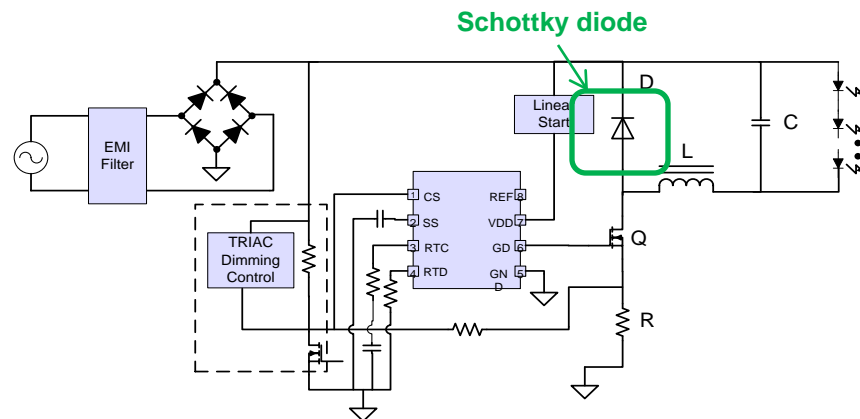 Schottky diode
D
Linear
Start
C
L
EMI
Filter
CS
REF
SS
VDD
RTC
GD
RTD
GN
D
1
2
3
4
8
7
6
5
TRIAC
Dimming
Control
Q
R